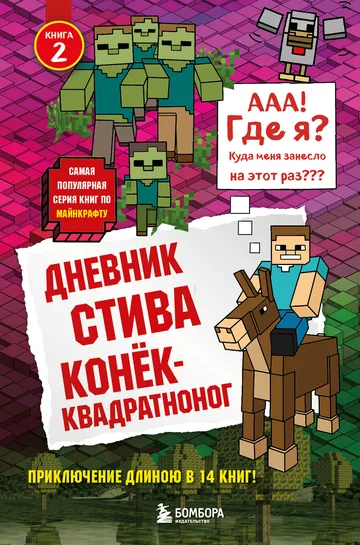 КНИГА
2
ААА!
Где я?
Куда меня занесло
на этот раз???
САМАЯ
ПОПУЛЯРНАЯ
СЕРИЯ КНИГ ПО
МАЙНКРАФТУ
ДНЕВНИК
СТИВА
КОНЁК-
КВАДРАТНОНОГ
ПРИКЛЮЧЕНИЕ ДЛИНОЮ В 14 КНИГ!
БОМБОРА
ИЗДАТЕЛЬСТВО